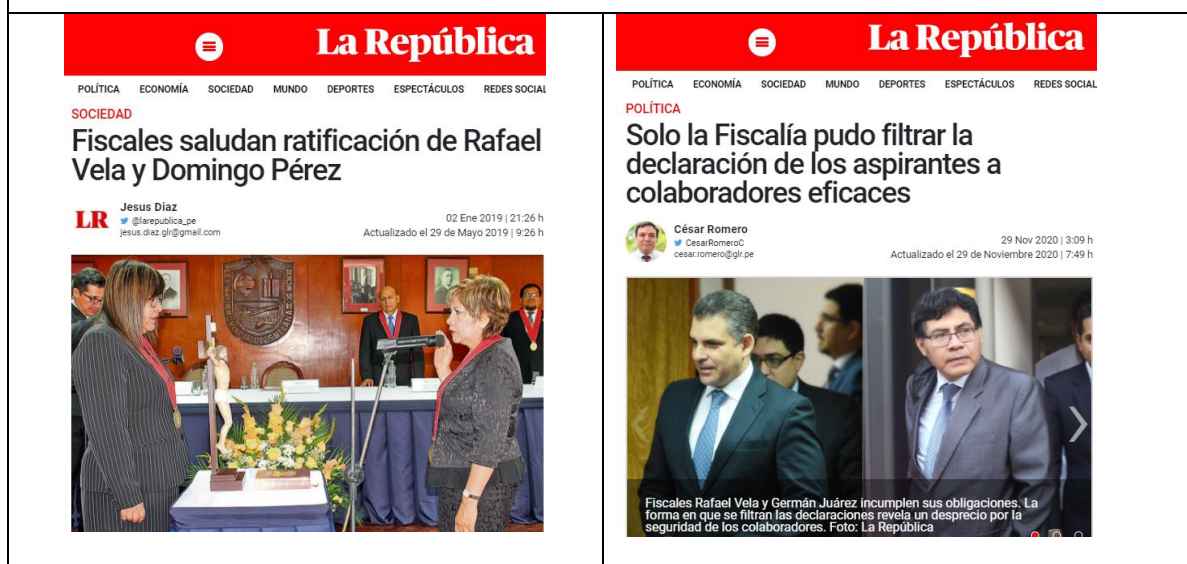 La República
POLÍTICA ECONOMÍA SOCIEDAD MUNDO DEPORTES ESPECTÁCULOS REDES SOCIAL
SOCIEDAD
Fiscales saludan ratificación de Rafael
Vela y Domingo Pérez
LR
Jesus Diaz
@larepublica_pe
jesus.diaz.glr@gmail.com
02 Ene 2019 | 21:26 h
Actualizado el 29 de Mayo 2019 | 9:26 h
La República
POLÍTICA ECONOMÍA SOCIEDAD MUNDO DEPORTES ESPECTÁCULOS REDES SOCIAL
POLÍTICA
Solo la Fiscalía pudo filtrar la
declaración de los aspirantes a
colaboradores eficaces
César Romero
CesarRomeroC
cesar.romero@glr.pe
29 Nov 2020 | 3:09 h
Actualizado el 29 de Noviembre 2020 | 7:49 h
Fiscales Rafael Vela y Germán Juárez incumplen sus obligaciones. La
forma en que se filtran las declaraciones revela un desprecio por la
seguridad de los colaboradores. Foto: La República